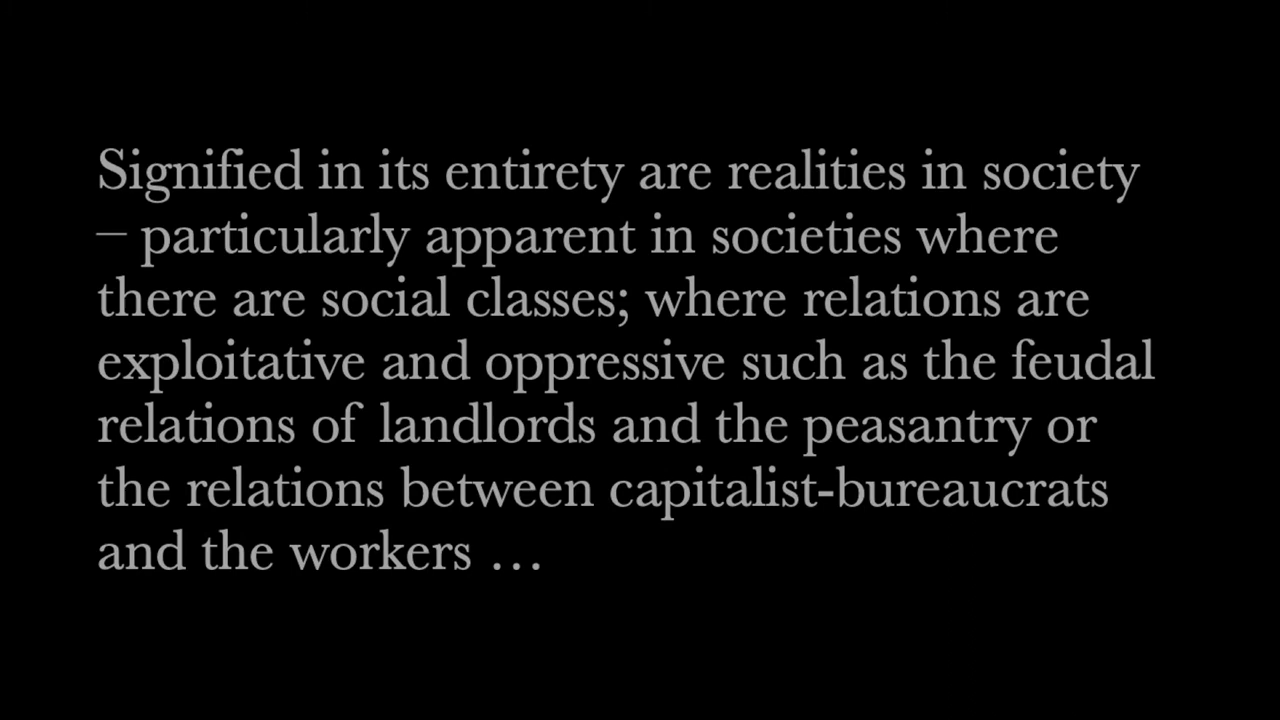 Signified in its entirety are realities in society
– particularly apparent in societies where
there are social classes; where relations are
exploitative and oppressive such as the feudal
relations of landlords and the peasantry or
the relations between capitalist-bureaucrats
and the workers …